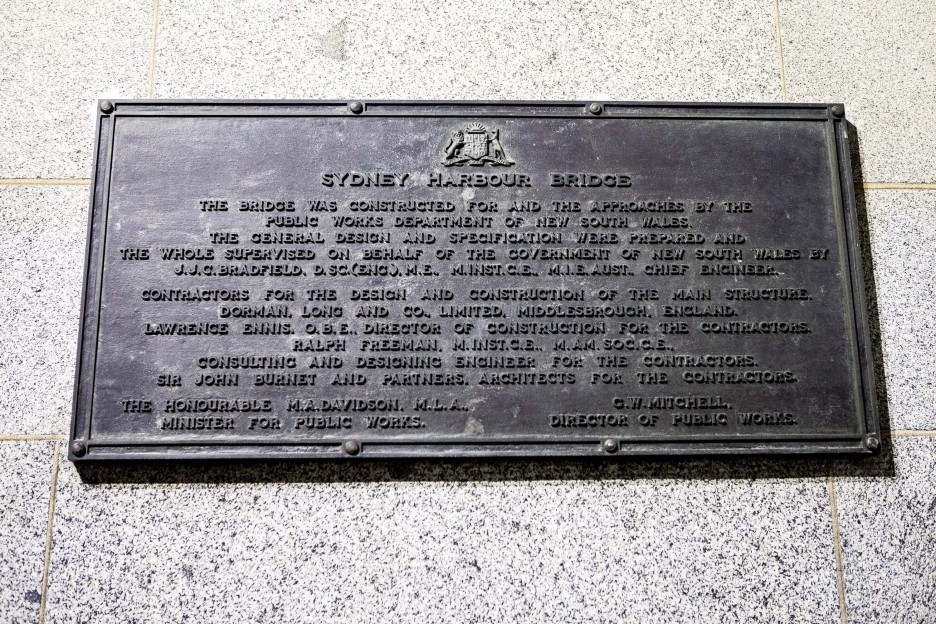 SYDNEY HARBOUR BRIDGE
THE BRIDGE WAS CONSTRUCTED FOR AND THE APPROACHES BY THE
PUBLIC WORKS DEPARTMENT OF NEW SOUTH WALES.
THE GENERAL DESIGN AND SPECIFICATION WERE PREPARED AND
THE WHOLE SUPERVISED ON BEHALF OF THE GOVERNMENT OF NEW SOUTH WALES BY
J.J.C.BRADFIELD, D.SC.(ENG.), M.E., M.INST.C.E., M.I.E.AUST., CHIEF ENGINEER.
CONTRACTORS FOR THE DESIGN AND CONSTRUCTION OF THE MAIN STRUCTURE.
DORMAN, LONG AND CO., LIMITED, MIDDLESBROUGH, ENGLAND.
LAWRENCE ENNIS, O.B.E., DIRECTOR OF CONSTRUCTION FOR THE CONTRACTORS.
RALPH FREEMAN, M.INST.C.E., M.AM.SOC.C.E.,
CONSULTING AND DESIGNING ENGINEER FOR THE CONTRACTORS.
SIR JOHN BURNET AND PARTNERS, ARCHITECTS FOR THE CONTRACTORS.
THE HONOURABLE M.A.DAVIDSON, M.L.A.,
MINISTER FOR PUBLIC WORKS.
G.W.MITCHELL,
DIRECTOR OF PUBLIC WORKS.